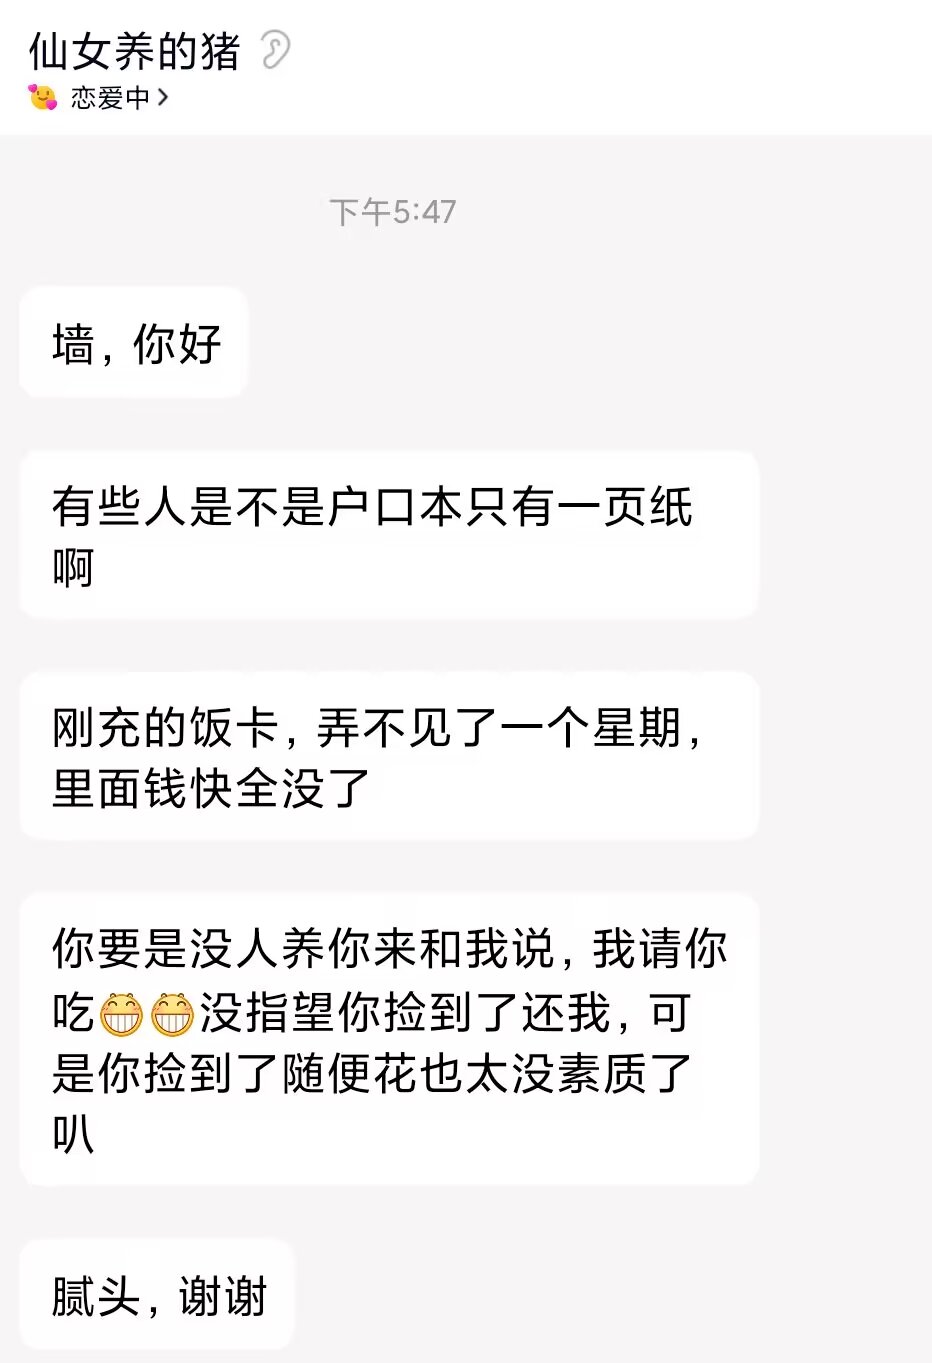 仙女养的猪
恋爱中
下午5:47
墙，你好
有些人是不是户口本只有一页纸
啊
刚充的饭卡，弄不见了一个星期，
里面钱快全没了
你要是没人养你来和我说，我请你
吃😁😁没指望你捡到了还我，可
是你捡到了随便花也太没素质了
叭
腻头，谢谢